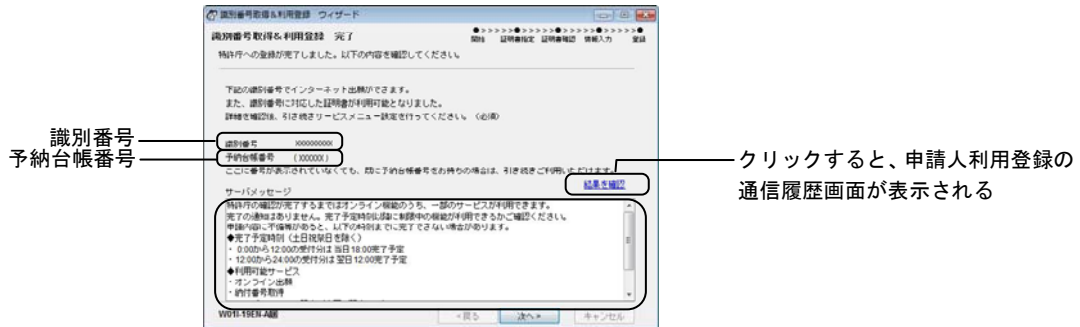 識別番号取得&利用登録 ウィザード
識別番号取得&利用登録 完了
●>>>>>●>>>>>●>>>>>●>>>>>●
開始 証明書指定 証明書確認 情報入力 登録
特許庁への登録が完了しました。以下の内容を確認してください。
下記の識別番号でインターネット出願ができます。
また、識別番号に対応した証明書が利用可能となりました。
詳細を確認後、引き続きサービスメニュー設定を行ってください。(必須)
識別番号
識別番号 XXXXXXXXX
予納台帳番号
予納台帳番号 (XXXXXX)
ここに番号が表示されていなくても、既に予納台帳番号をお持ちの場合は、引き続きご利用いただけます。
クリックすると、申請人利用登録の
通信履歴画面が表示される
結果を確認
サーバメッセージ
特許庁の確認が完了するまではオンライン機能のうち、一部のサービスが利用できます。
完了の通知はありません。完了予定時刻以降に制限中の機能が利用できるかご確認ください。
申請内容に不備等があると、以下の時刻までに完了できない場合があります。
◆完了予定時刻(土日祝祭日を除く)
・0:00から12:00の受付分は当日18:00完了予定
・12:00から24:00の受付分は翌日12:00完了予定
◆利用可能サービス
・オンライン出願
・納付番号取得
<戻る 次へ> キャンセル